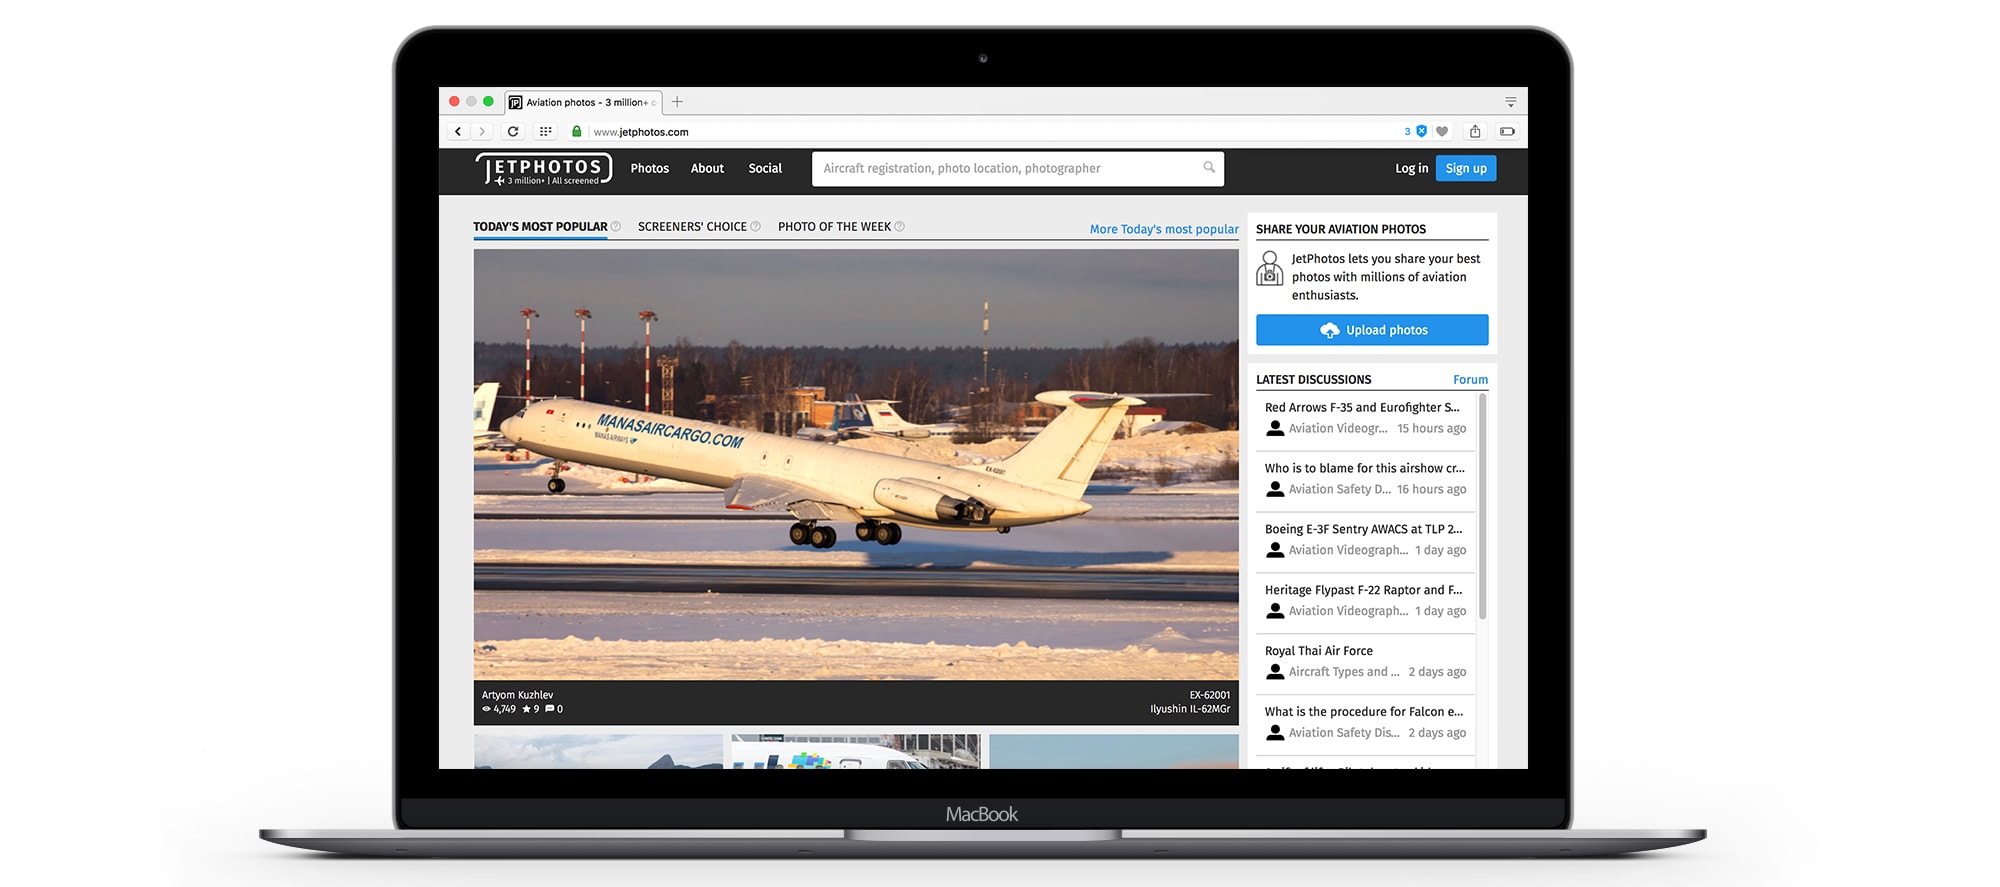 Aviation photos - 3 million+ o
3
www.jetphotos.com
JETPHOTOS
3 million+ | All screened
Photos
About
Social
Aircraft registration, photo location, photographer
Log in
Sign up
TODAY'S MOST POPULAR
SCREENERS' CHOICE
PHOTO OF THE WEEK
More Today's most popular
MANASAIRCARGO.COM
MANAS AIRWAYS
EX-62001
Artyom Kuzhlev
4,749 9 0
EX-62001
Ilyushin IL-62MGr
SHARE YOUR AVIATION PHOTOS
JetPhotos lets you share your best
photos with millions of aviation
enthusiasts.
Upload photos
LATEST DISCUSSIONS
Forum
Red Arrows F-35 and Eurofighter S...
Aviation Videogr... 15 hours ago
Who is to blame for this airshow cr...
Aviation Safety D... 16 hours ago
Boeing E-3F Sentry AWACS at TLP 2...
Aviation Videograph... 1 day ago
Heritage Flypast F-22 Raptor and F...
Aviation Videograph... 1 day ago
Royal Thai Air Force
Aircraft Types and ... 2 days ago
What is the procedure for Falcon e...
Aviation Safety Dis... 2 days ago
MacBook